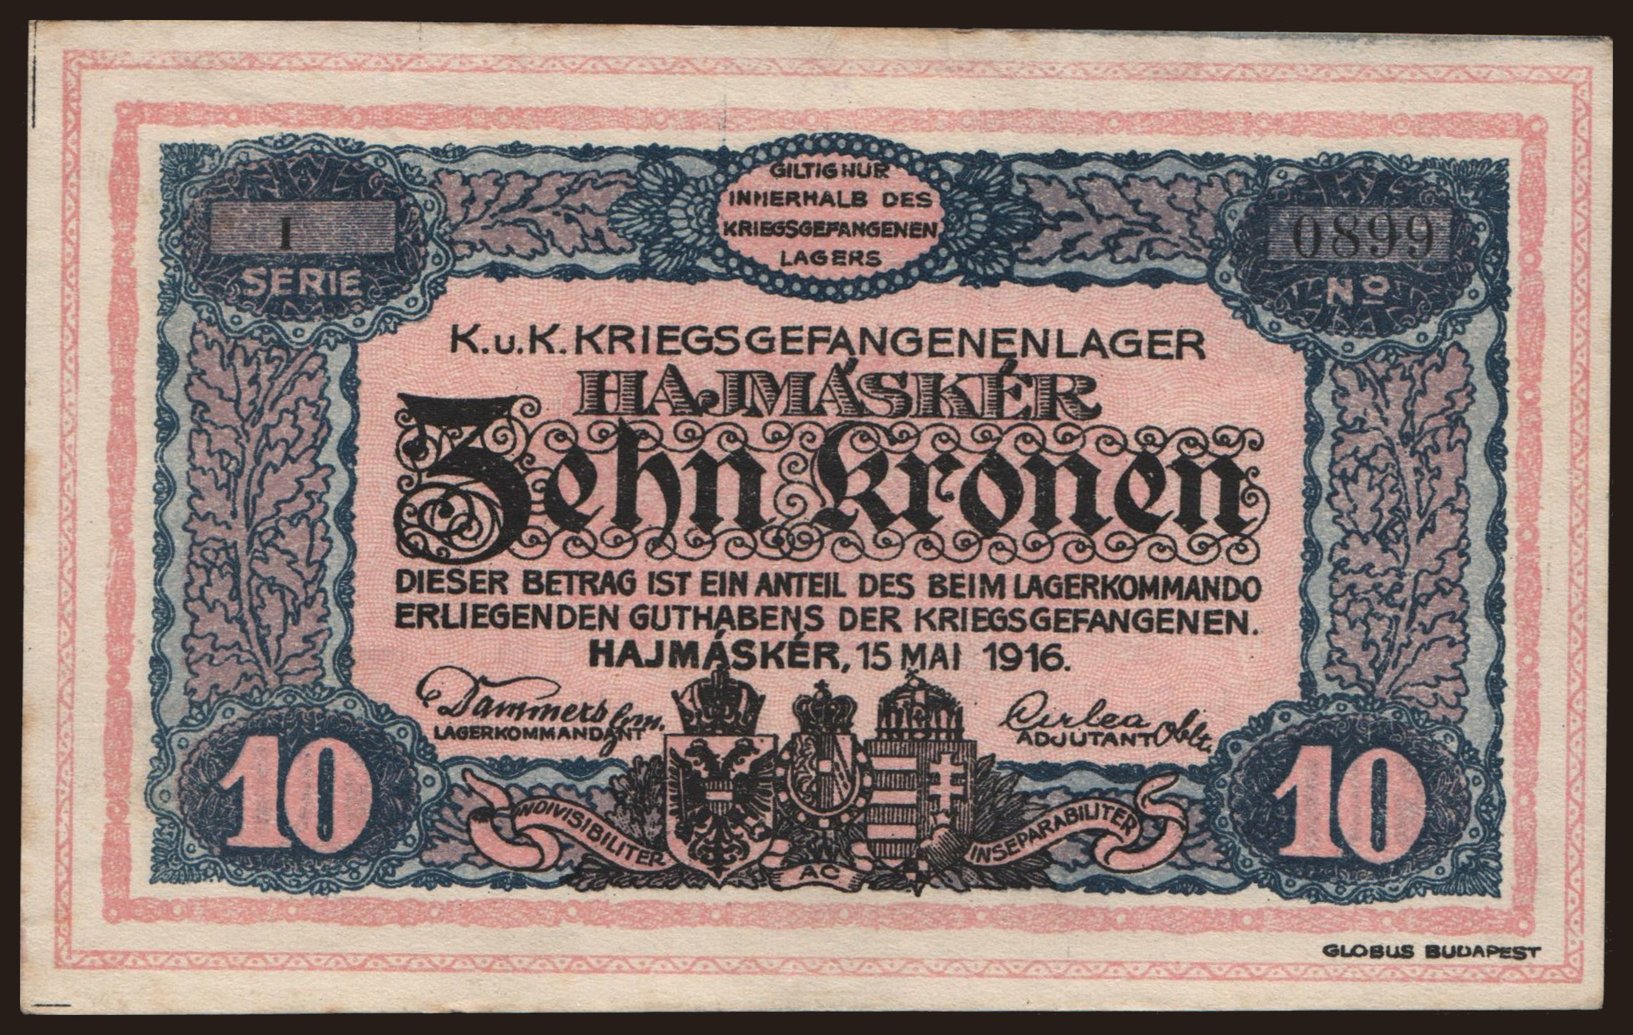 GILTIG NUR
INNERHALB DES
KRIEGSGEFANGENEN
LAGERS
I
SERIE
0899
No
K.u.K. KRIEGSGEFANGENENLAGER
HAJMÁSKÉR
Zehn Kronen
DIESER BETRAG IST EIN ANTEIL DES BEIM LAGERKOMMANDO
ERLIEGENDEN GUTHABENS DER KRIEGSGEFANGENEN.
HAJMÁSKÉR, 15 MAI 1916.
LAGERKOMMANDANT
ADJUTANT Oblt.
10
10
INDIVISIBILITER
INSEPARABILITER
AC
GLOBUS BUDAPEST